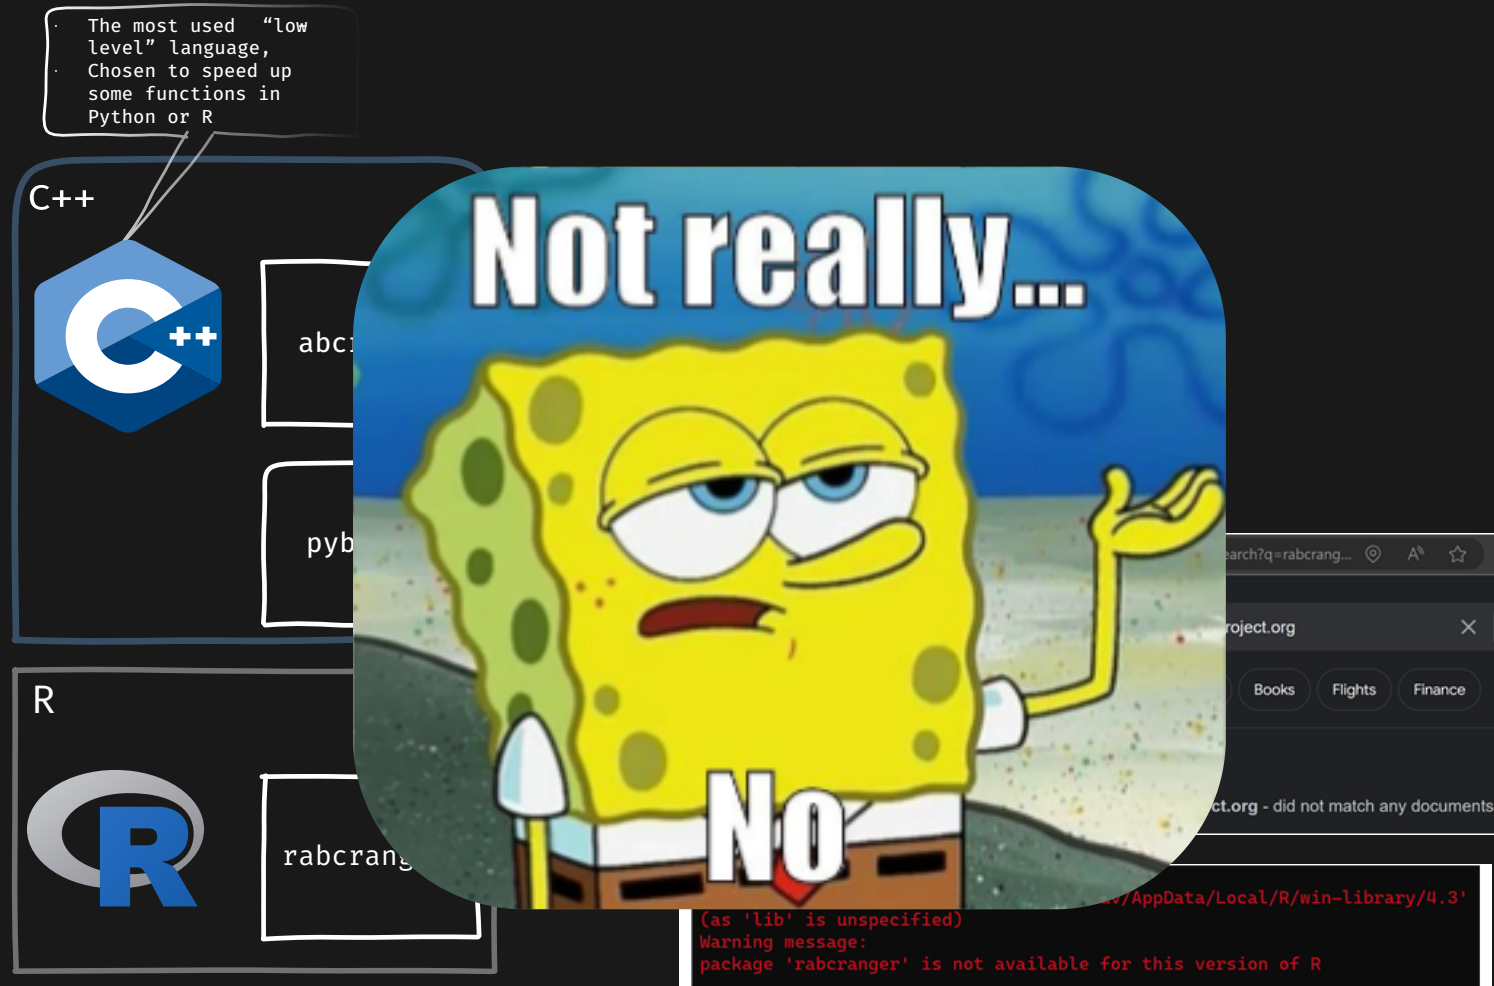 · The most used “low
level” language,
· Chosen to speed up
some functions in
Python or R
C++
C++
abc
pyb
R
R
rabcrang
Not really...
No
earch?q=rabcrang...
roject.org
Books Flights Finance
ct.org - did not match any documents
/AppData/Local/R/win-library/4.3'
(as 'lib' is unspecified)
Warning message:
package 'rabcranger' is not available for this version of R